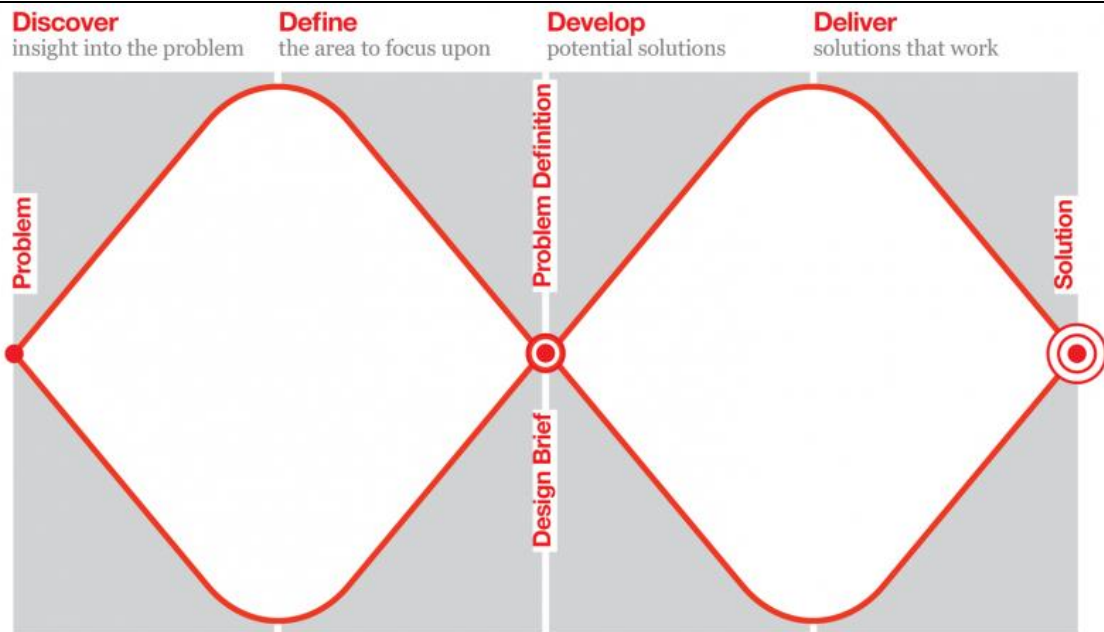 Discover
insight into the problem
Define
the area to focus upon
Develop
potential solutions
Deliver
solutions that work
Problem
Problem Definition
Design Brief
Solution